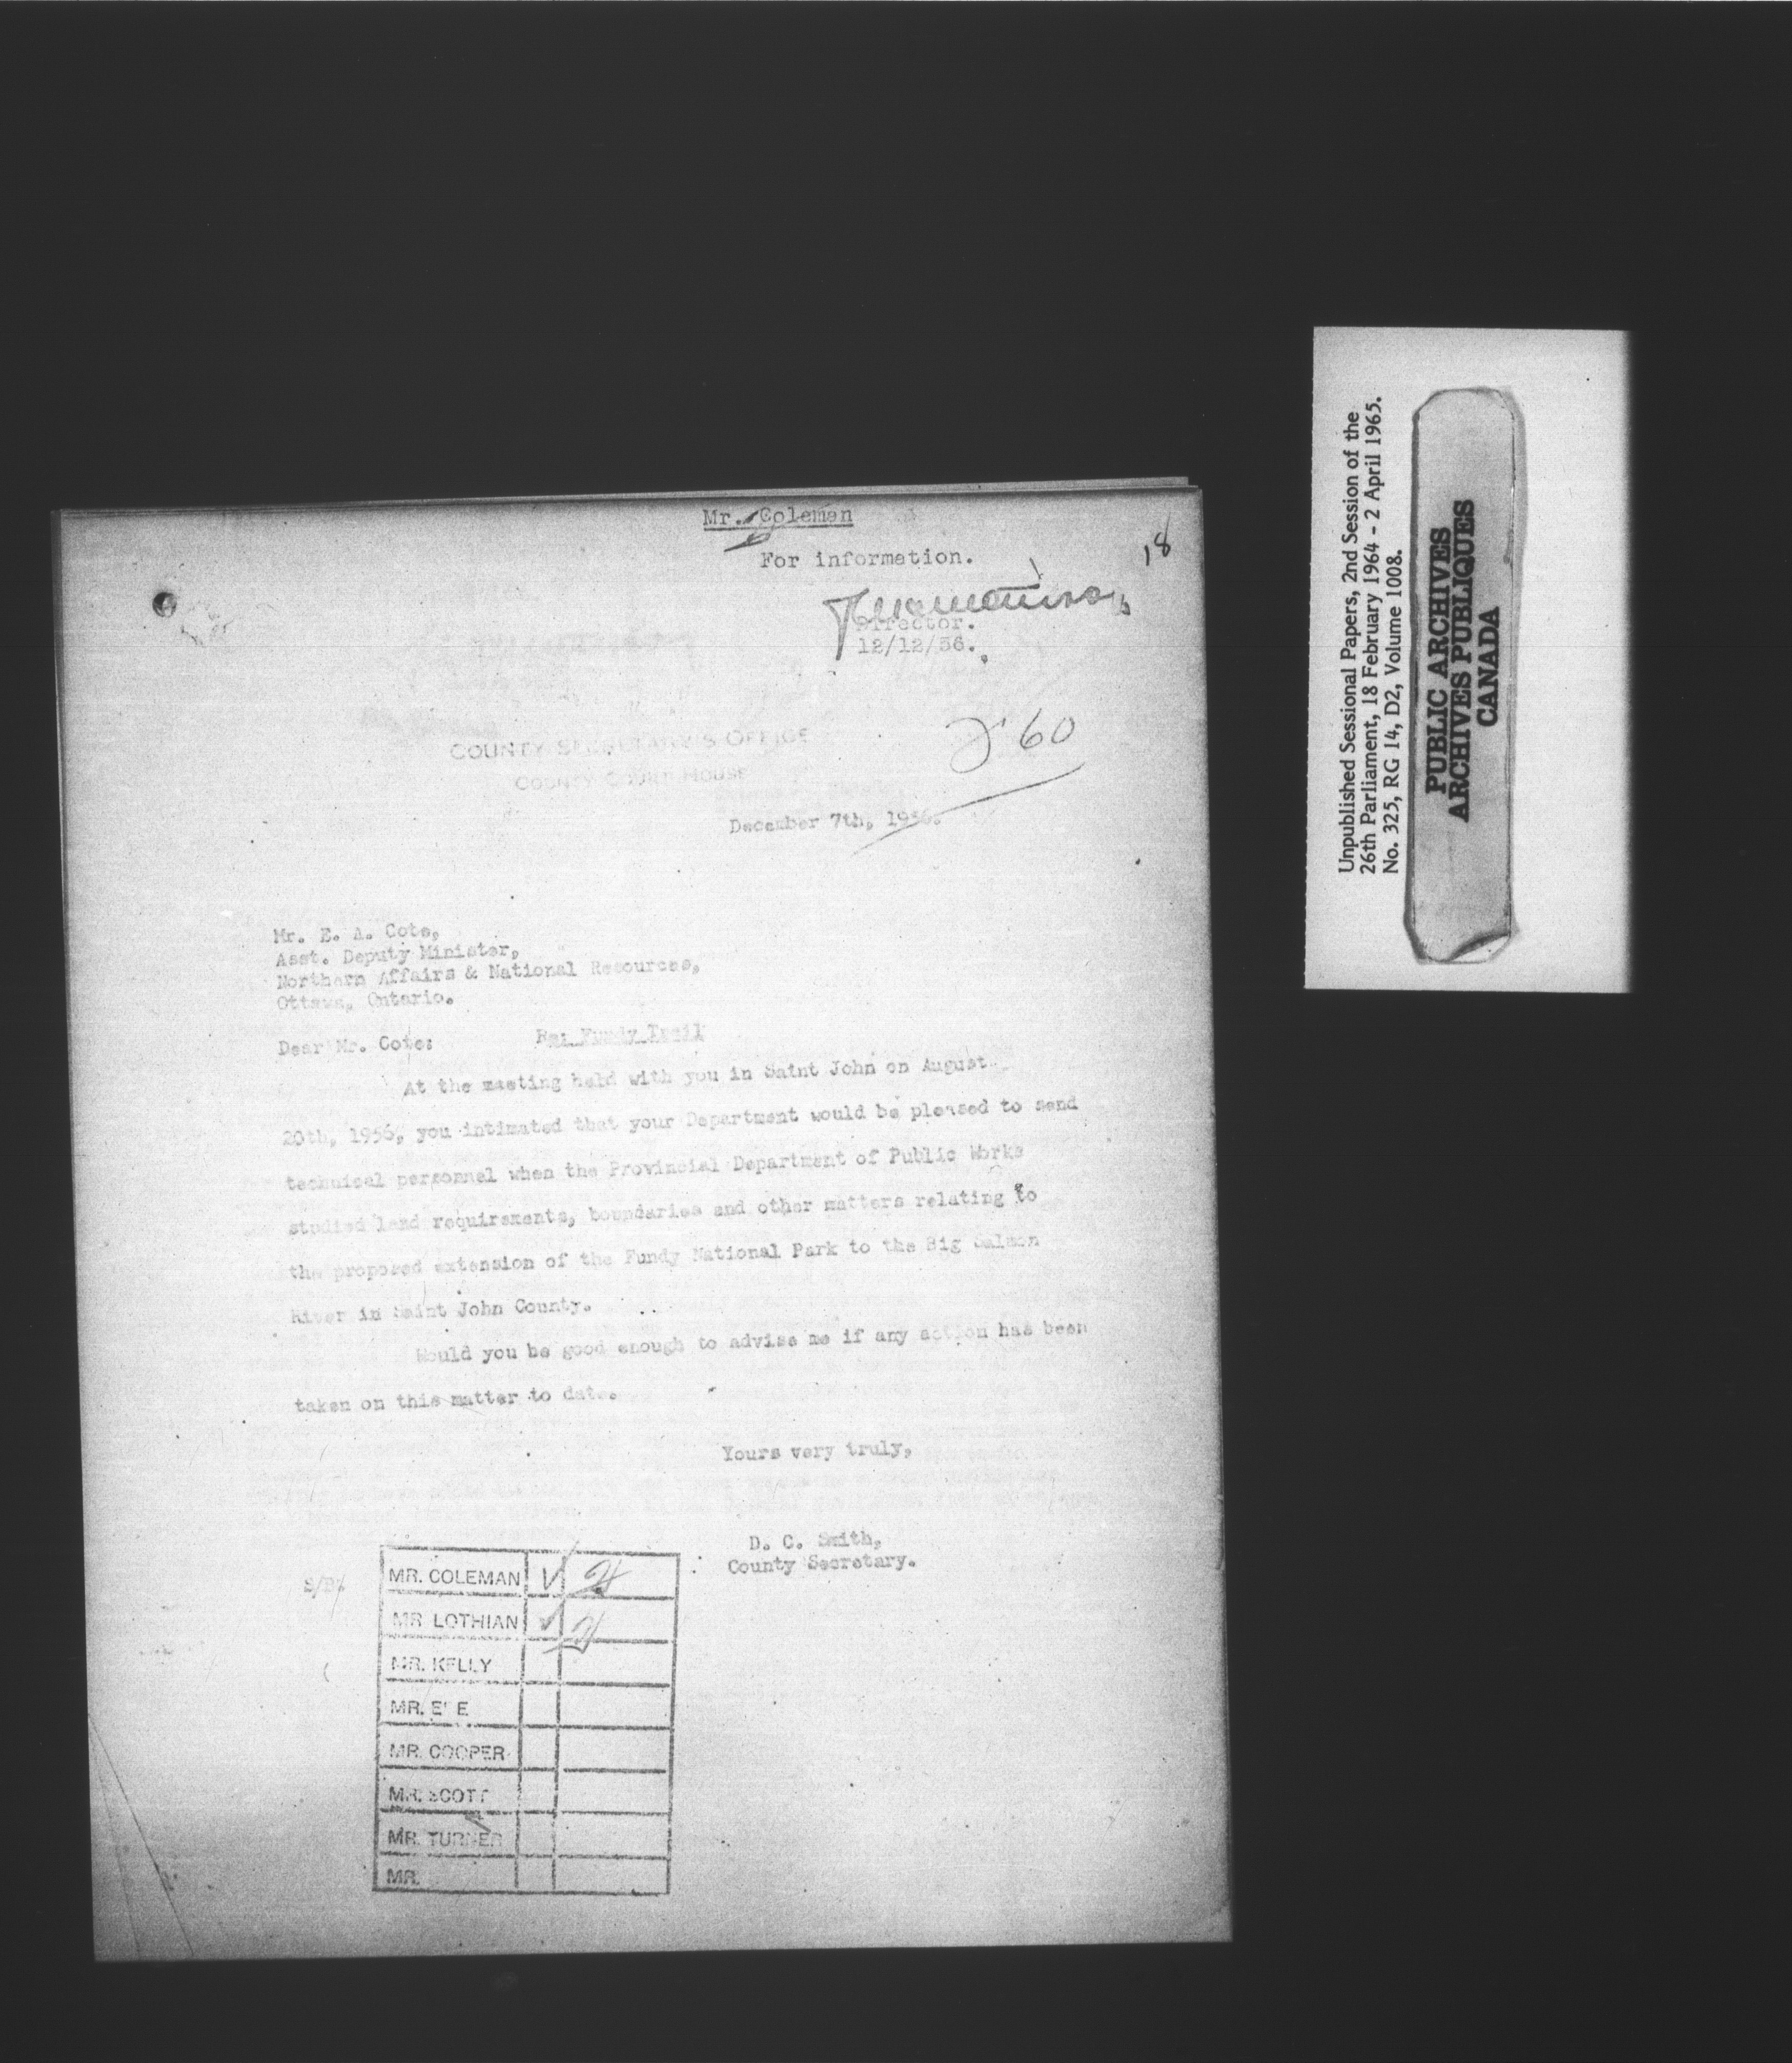 Mr. Coleman
For information.
18
Director.
12/12/56.
60
COUNTY SECRETARY'S OFFICE
COUNTY COURT HOUSE
December 7th, 1956.
Mr. E. A. Cote,
Asst. Deputy Minister,
Northern Affairs & National Resources,
Ottawa, Ontario.
Dear Mr. Cote:
Re: Fundy Trail
At the meeting held with you in Saint John on August
20th, 1956, you intimated that your Department would be pleased to send
technical personnel when the Provincial Department of Public Works
studied land requirements, boundaries and other matters relating to
the proposed extension of the Fundy National Park to the Big Salmon
River in Saint John County.
Would you be good enough to advise me if any action has been
taken on this matter to date.
Yours very truly,
D. C. Smith,
County Secretary.
MR. COLEMAN
MR LOTHIAN
MR. KELLY
MR.
MR. COOPER
MR. SCOTT
MR. TURNER
MR.
Unpublished Sessional Papers, 2nd Session of the
26th Parliament, 18 February 1964 - 2 April 1965.
No. 325, RG 14, D2, Volume 1008.
PUBLIC ARCHIVES
ARCHIVES PUBLIQUES
CANADA